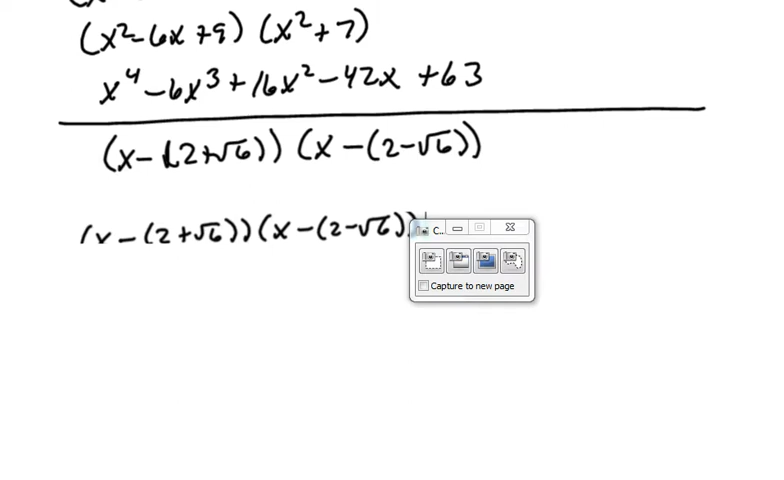 (x²-6x+9) (x²+7)
x⁴-6x³+16x²-42x+63
(x-(2+√6)) (x-(2-√6))
(x-(2+√6))(x-(2-√6))
C...
Capture to new page